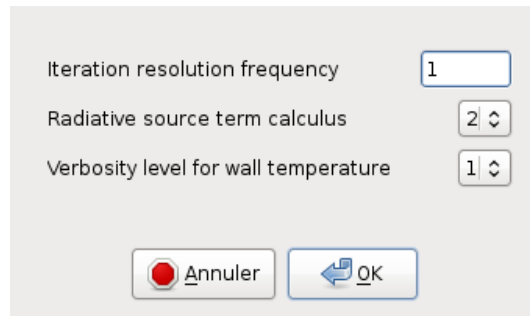 Iteration resolution frequency 1
Radiative source term calculus 2
Verbosity level for wall temperature 1
Annuler OK